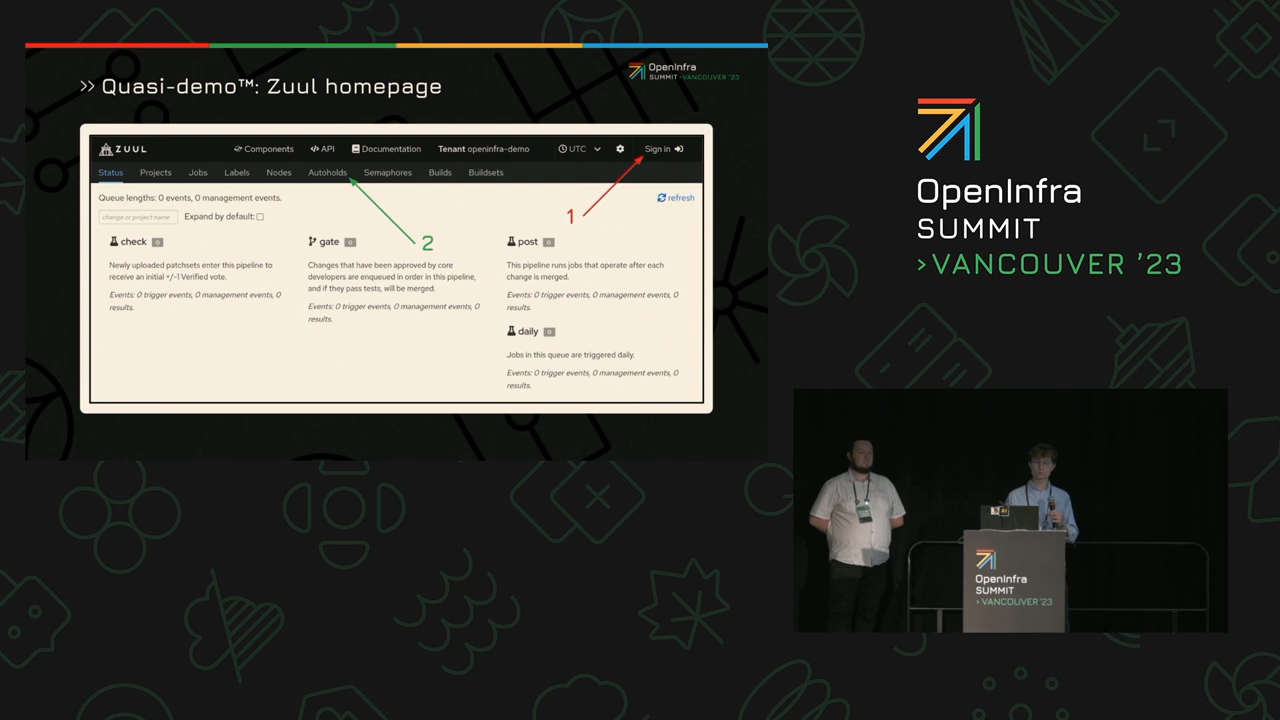 >> Quasi-demo™: Zuul homepage
OpenInfra
SUMMIT >VANCOUVER '23
ZUUL
Components
API
Documentation
Tenant openinfra-demo
UTC
Sign in
Status
Projects
Jobs
Labels
Nodes
Autoholds
Semaphores
Builds
Buildsets
Queue lengths: 0 events, 0 management events.
refresh
change or project name
Expand by default:
1
2
check 0
Newly uploaded patchsets enter this pipeline to
receive an initial +/-1 Verified vote.
Events: 0 trigger events, 0 management events, 0
results.
gate 0
Changes that have been approved by core
developers are enqueued in order in this pipeline,
and if they pass tests, will be merged.
Events: 0 trigger events, 0 management events, 0
results.
post 0
This pipeline runs jobs that operate after each
change is merged.
Events: 0 trigger events, 0 management events, 0
results.
daily 0
Jobs in this queue are triggered daily.
Events: 0 trigger events, 0 management events, 0
results.
OpenInfra
SUMMIT
>VANCOUVER '23
OpenInfra
SUMMIT
> VANCOUVER '23